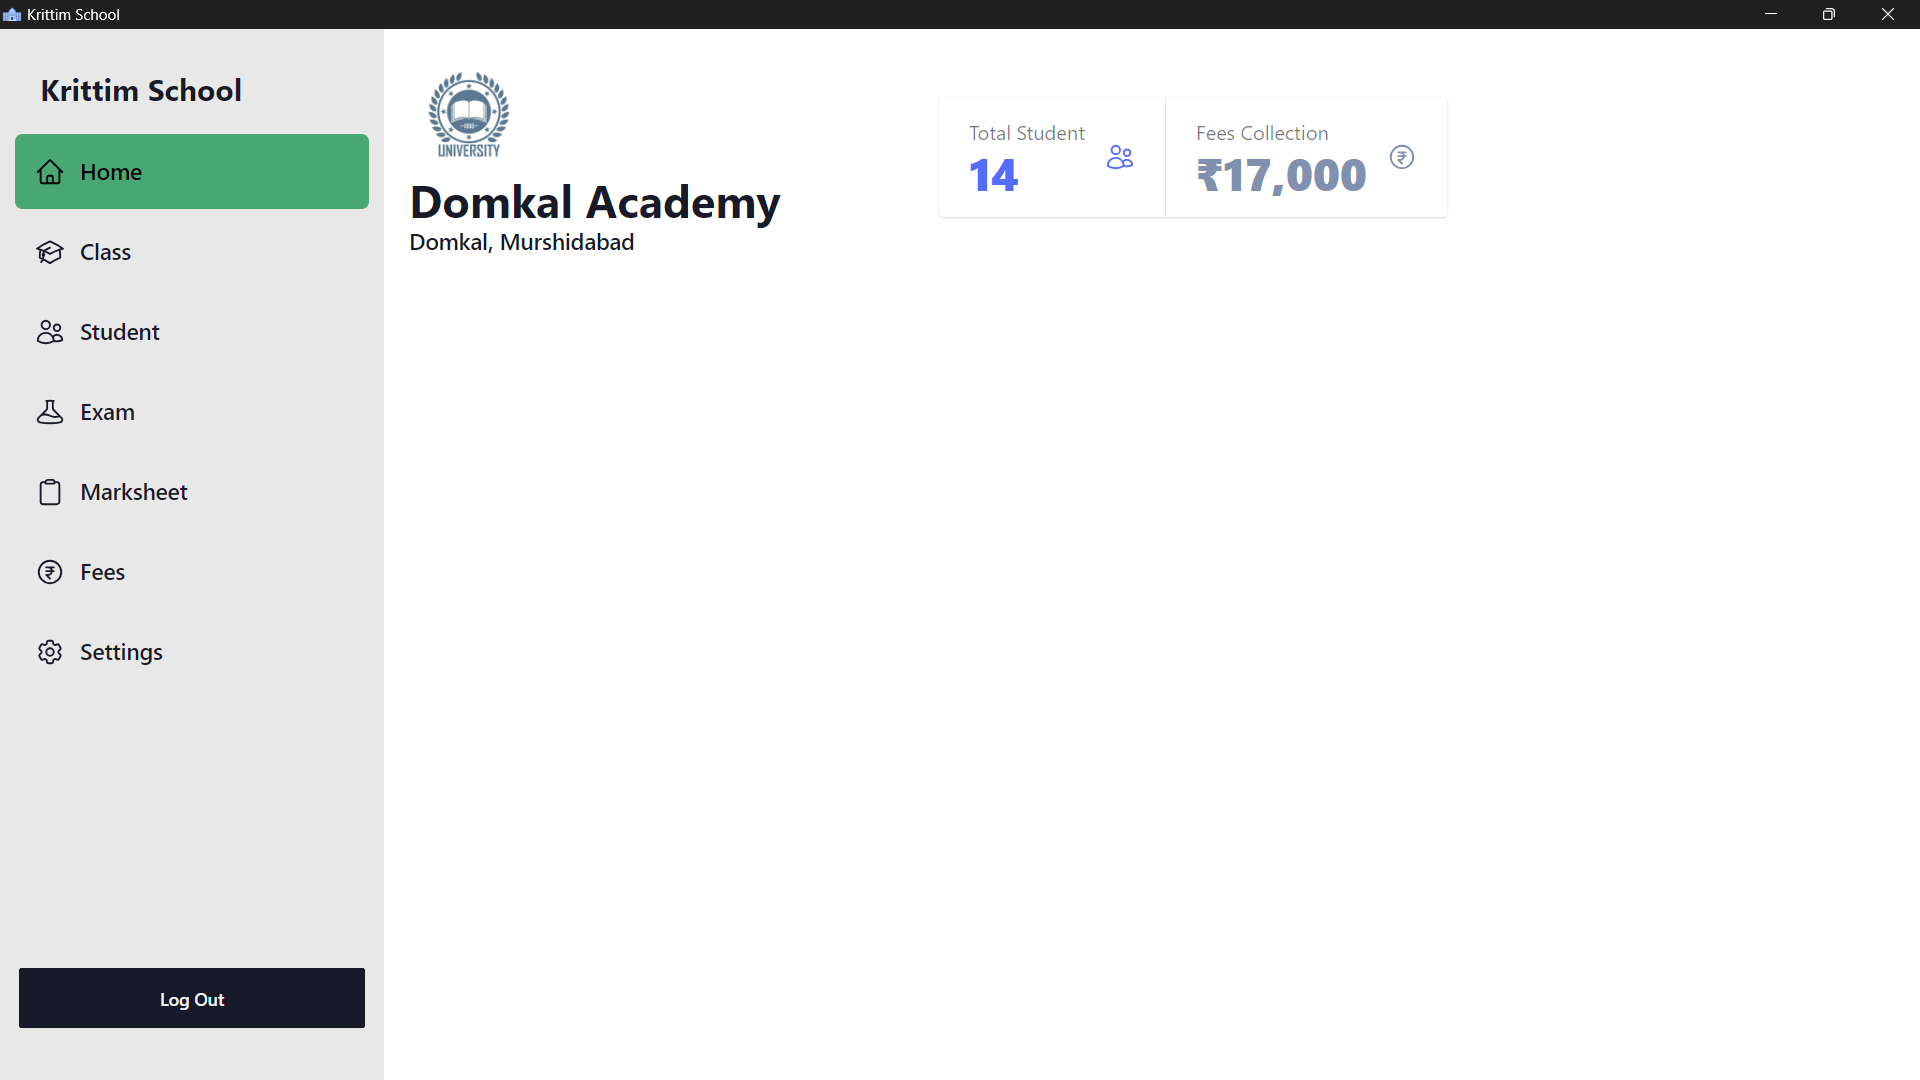 Krittim School
Krittim School
Home
Class
Student
Exam
Marksheet
Fees
Settings
Log Out
UNIVERSITY
Domkal Academy
Domkal, Murshidabad
Total Student
14
Fees Collection
₹17,000